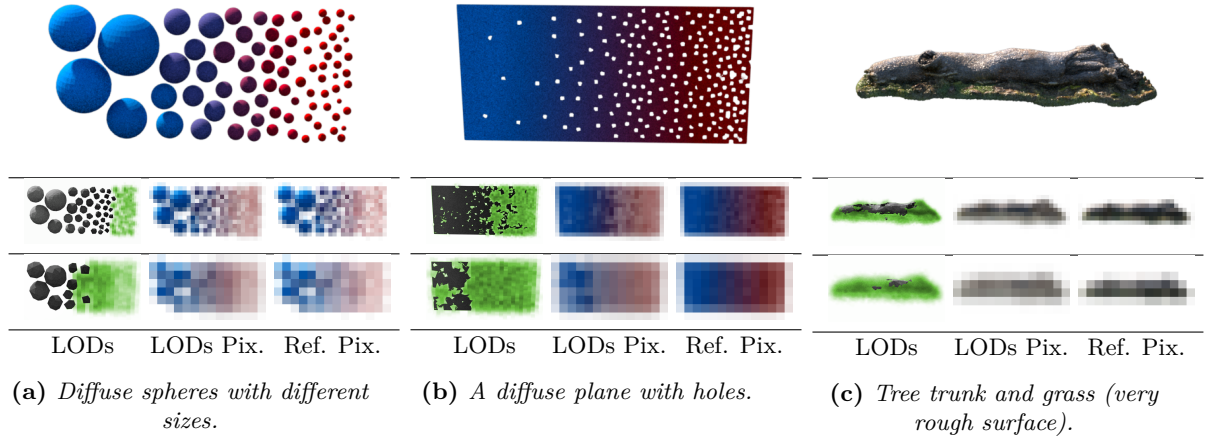 LODs LODs Pix. Ref. Pix.
(a) Diffuse spheres with different
sizes.
LODs LODs Pix. Ref. Pix.
(b) A diffuse plane with holes.
LODs LODs Pix. Ref. Pix.
(c) Tree trunk and grass (very
rough surface).